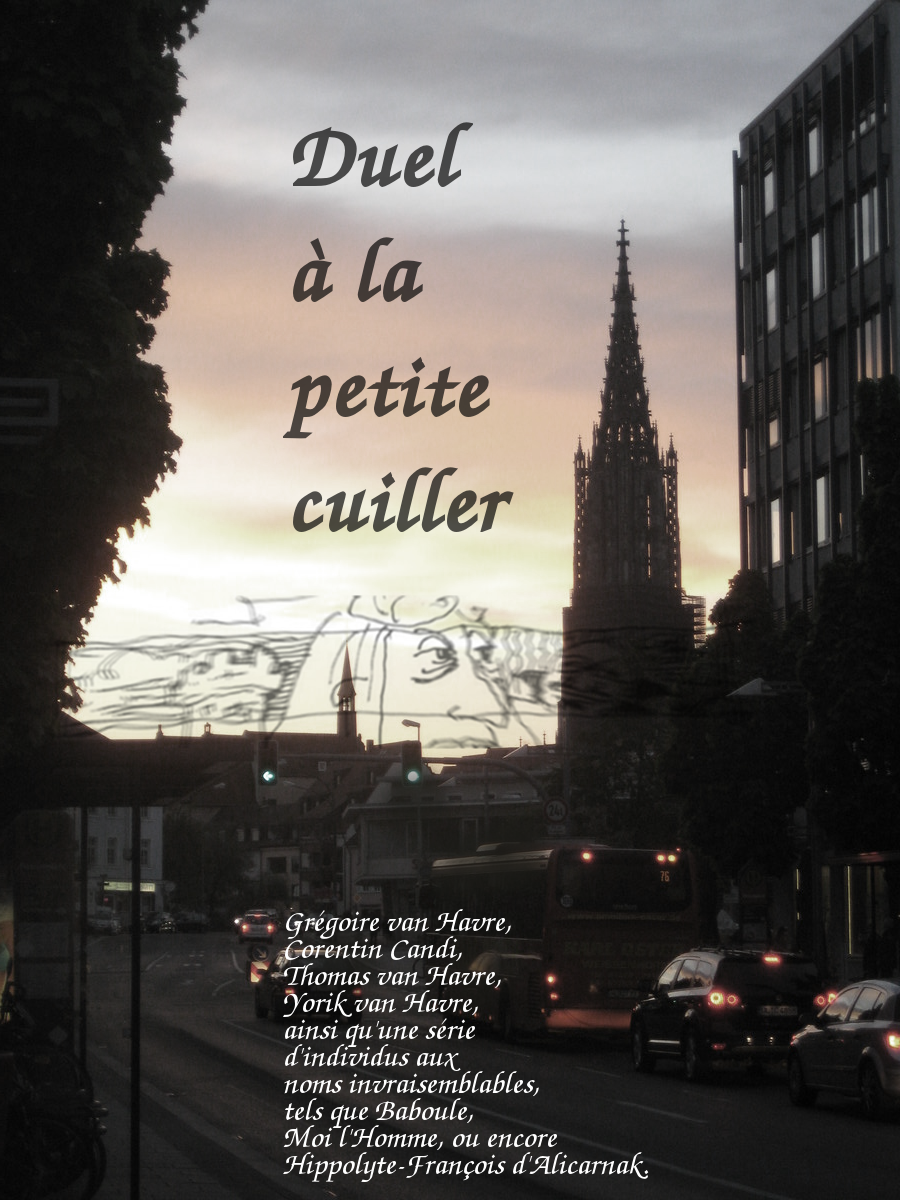 Duel
à la
petite
cuiller
76
Grégoire van Havre,
Corentin Candi,
Thomas van Havre,
Yorik van Havre,
ainsi qu'une série
d'individus aux
noms invraisemblables,
tels que Baboule,
Moi l'Homme, ou encore
Hippolyte-François d'Alicarnak.